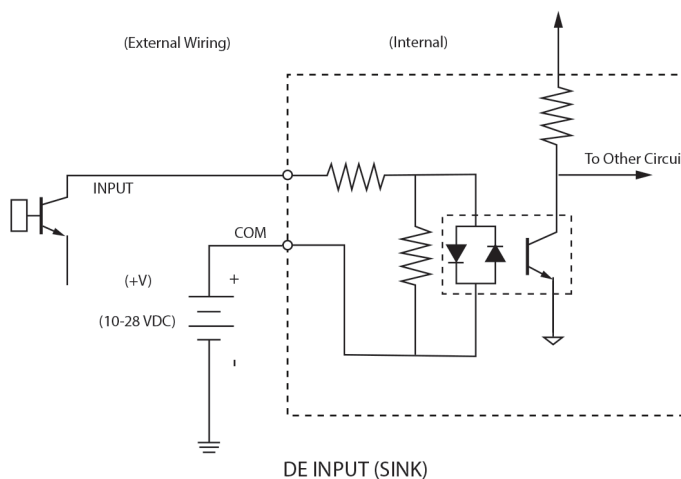 (External Wiring)
(Internal)
To Other Circui
INPUT
COM
(+V)
+
(10-28 VDC)
-
DE INPUT (SINK)